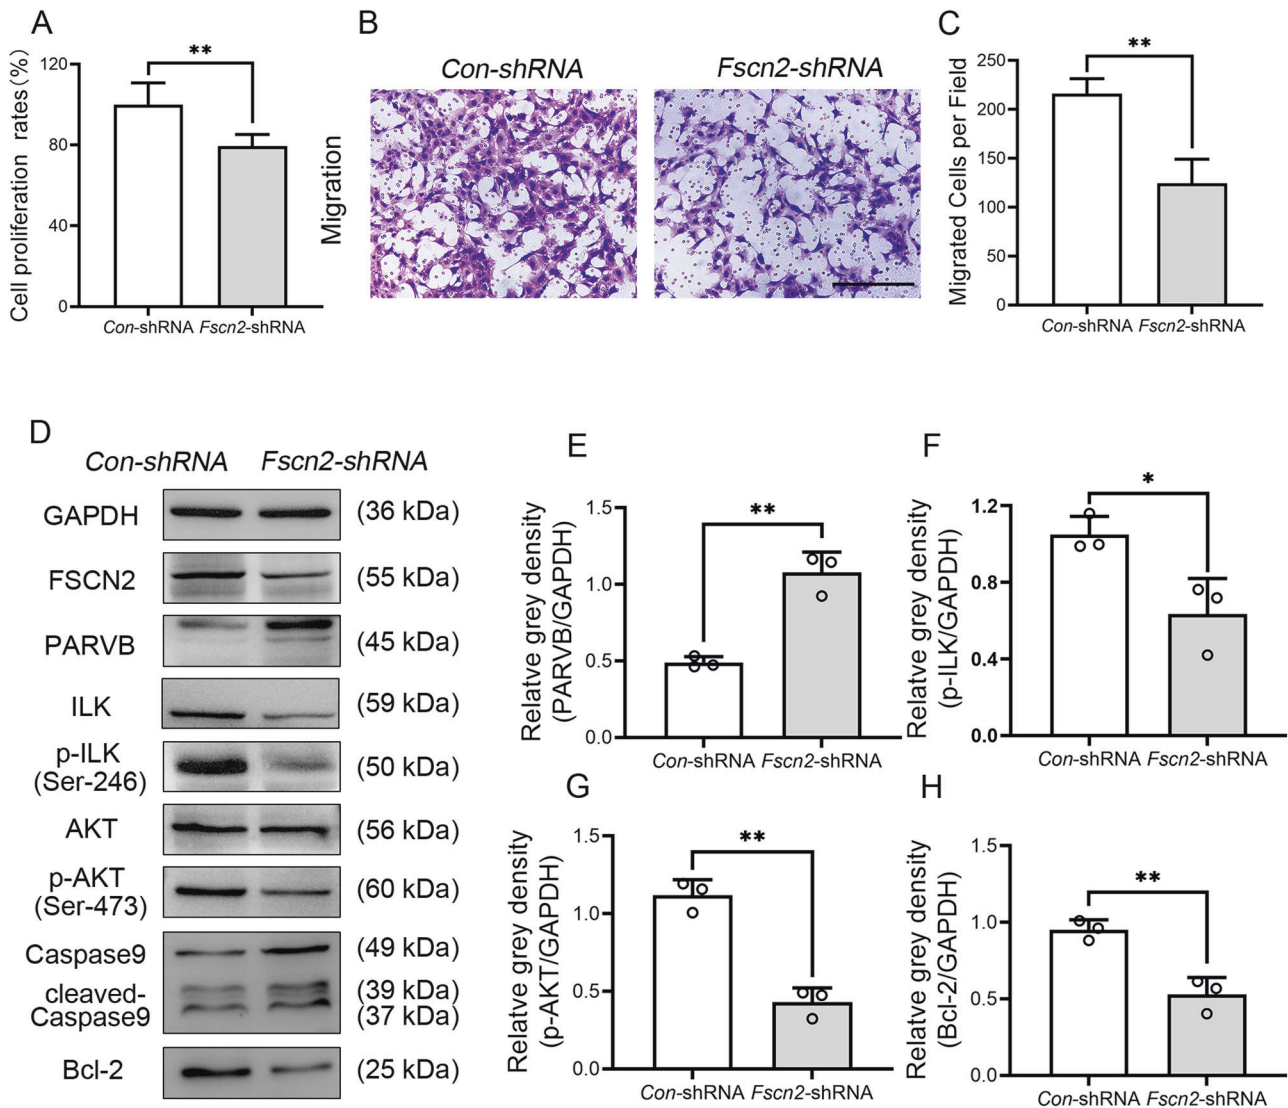 A
Cell proliferation rates (%)
120
80
40
0
**
Con-shRNA Fscn2-shRNA
B
Con-shRNA Fscn2-shRNA
Migration
C
Migrated Cells per Field
250
200
150
100
50
0
**
Con-shRNA Fscn2-shRNA
D
Con-shRNA Fscn2-shRNA
GAPDH (36 kDa)
FSCN2 (55 kDa)
PARVB (45 kDa)
ILK (59 kDa)
p-ILK
(Ser-246) (50 kDa)
AKT (56 kDa)
p-AKT
(Ser-473) (60 kDa)
Caspase9 (49 kDa)
cleaved- (39 kDa)
Caspase9 (37 kDa)
Bcl-2 (25 kDa)
E
Relatve grey density
(PARVB/GAPDH)
1.5
1.0
0.5
0.0
**
Con-shRNA Fscn2-shRNA
F
Relatve grey density
(p-ILK/GAPDH)
1.2
0.8
0.4
0.0
*
Con-shRNA Fscn2-shRNA
G
Relatve grey density
(p-AKT/GAPDH)
1.5
1.0
0.5
0.0
**
Con-shRNA Fscn2-shRNA
H
Relatve grey density
(Bcl-2/GAPDH)
1.5
1.0
0.5
0.0
**
Con-shRNA Fscn2-shRNA